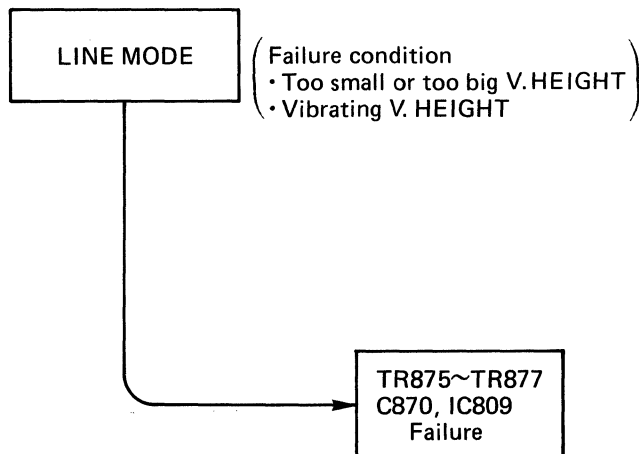 LINE MODE
Failure condition
• Too small or too big V.HEIGHT
• Vibrating V. HEIGHT
TR875~TR877
C870, IC809
Failure